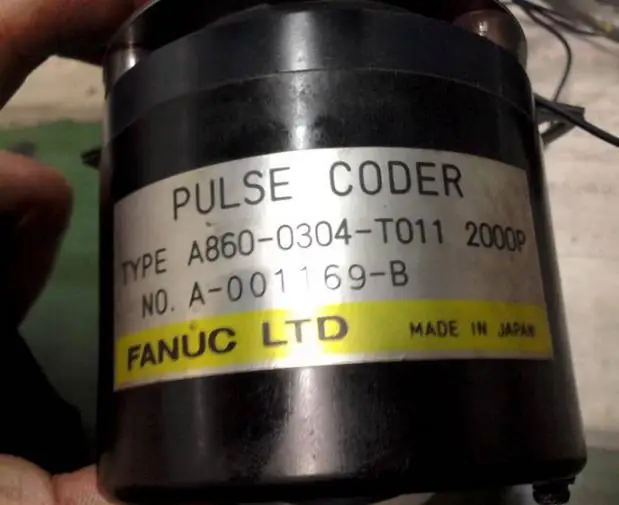 PULSE CODER
TYPE A860-0304-T011 2000P
NO. A-001169-B
FANUC LTD MADE IN JAPAN